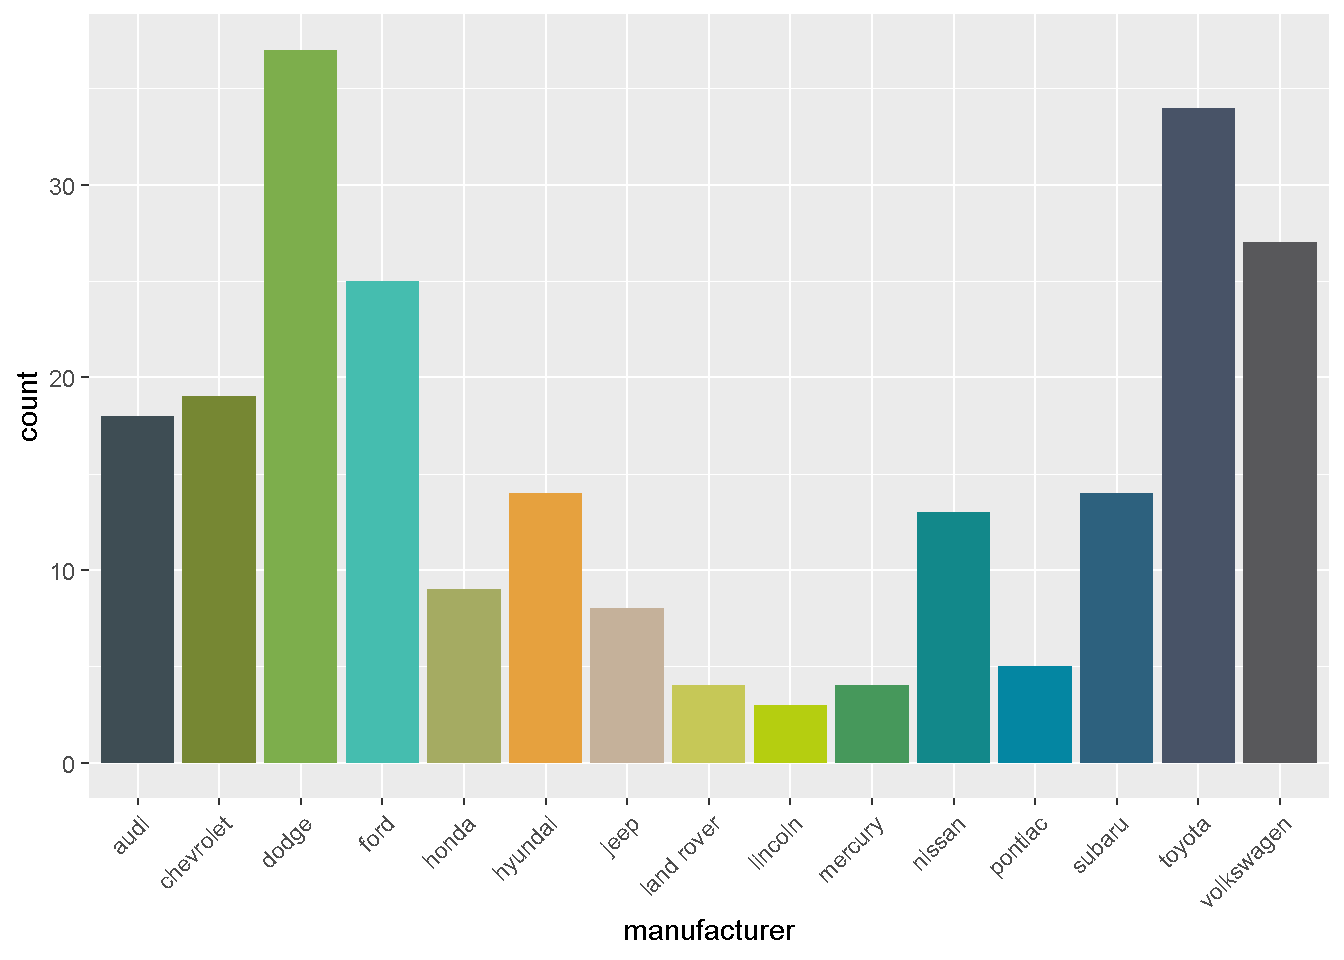 count
30
20
10
0
audi
chevrolet
dodge
ford
honda
hyundai
jeep
land rover
lincoln
mercury
nissan
pontiac
subaru
toyota
volkswagen
manufacturer